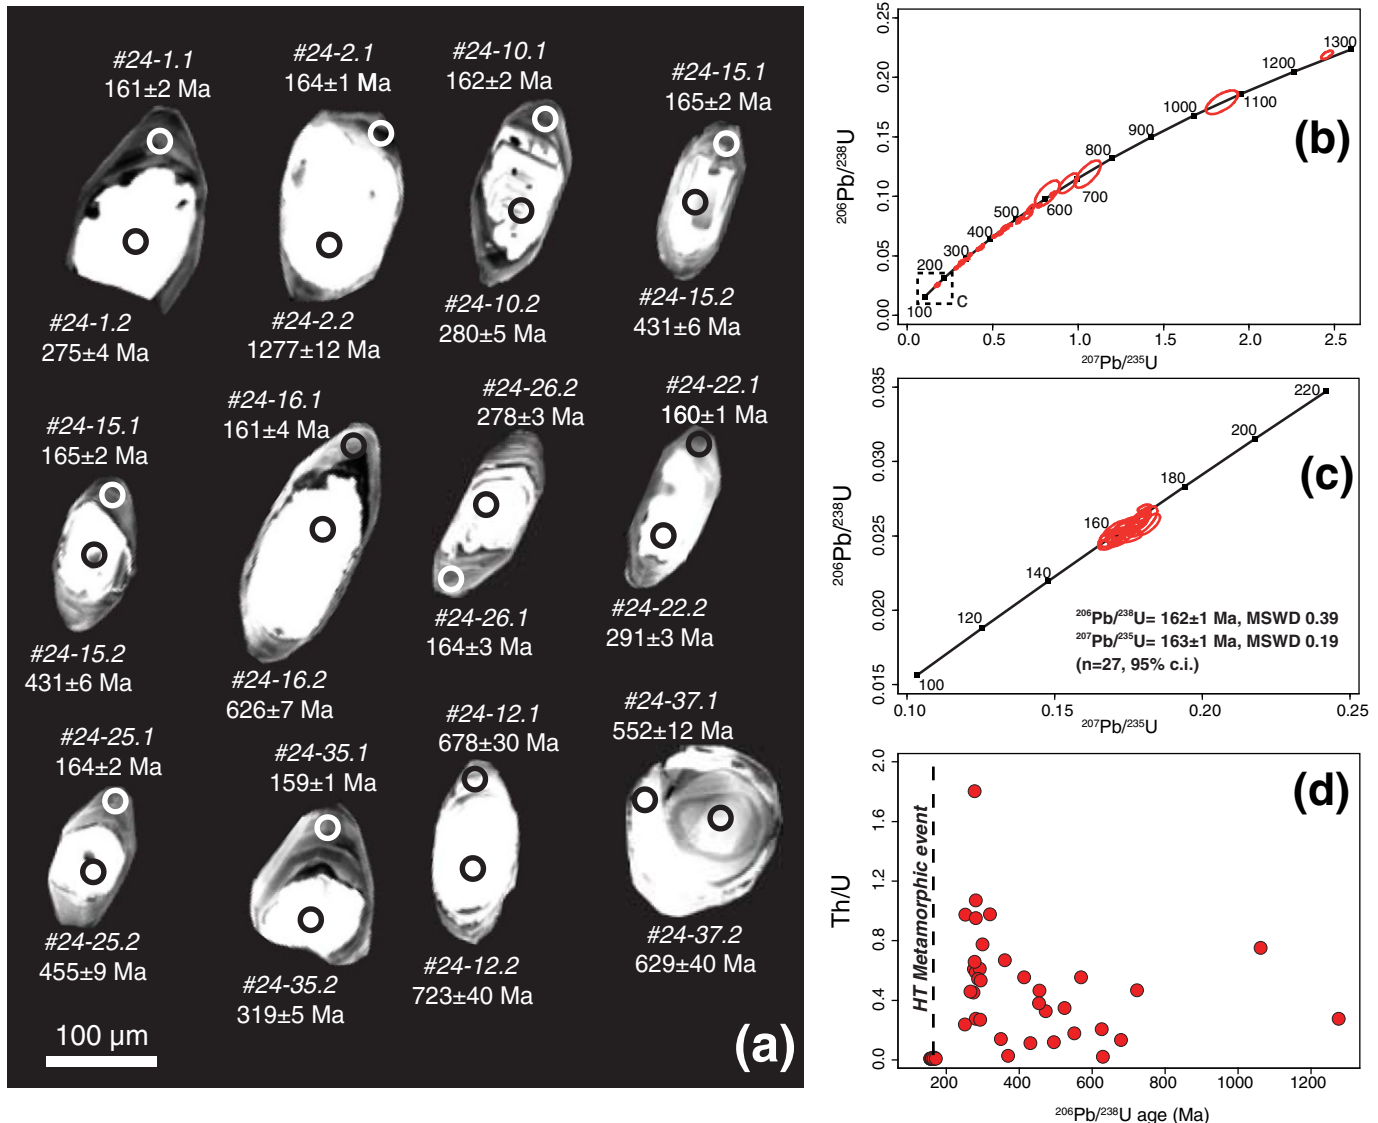 #24-1.1
161±2 Ma
#24-2.1
164±1 Ma
#24-10.1
162±2 Ma
#24-15.1
165±2 Ma
#24-1.2
275±4 Ma
#24-2.2
1277±12 Ma
#24-10.2
280±5 Ma
#24-15.2
431±6 Ma
#24-15.1
165±2 Ma
#24-16.1
161±4 Ma
#24-26.2
278±3 Ma
#24-22.1
160±1 Ma
#24-15.2
431±6 Ma
#24-16.2
626±7 Ma
#24-26.1
164±3 Ma
#24-22.2
291±3 Ma
#24-25.1
164±2 Ma
#24-35.1
159±1 Ma
#24-12.1
678±30 Ma
#24-37.1
552±12 Ma
#24-25.2
455±9 Ma
#24-35.2
319±5 Ma
#24-12.2
723±40 Ma
#24-37.2
629±40 Ma
100 µm
(a)
(b)
²⁰⁶Pb/²³⁸U
0.25
0.20
0.15
0.10
0.05
0.00
1300
1200
1100
1000
900
800
700
600
500
400
300
200
100
C
0.0 0.5 1.0 1.5 2.0 2.5
²⁰⁷Pb/²³⁵U
(c)
²⁰⁶Pb/²³⁸U
0.035
0.030
0.025
0.020
0.015
220
200
180
160
140
120
100
²⁰⁶Pb/²³⁸U= 162±1 Ma, MSWD 0.39
²⁰⁷Pb/²³⁵U= 163±1 Ma, MSWD 0.19
(n=27, 95% c.i.)
0.10 0.15 0.20 0.25
²⁰⁷Pb/²³⁵U
(d)
Th/U
2.0
1.6
1.2
0.8
0.4
0.0
HT Metamorphic event
200 400 600 800 1000 1200
²⁰⁶Pb/²³⁸U age (Ma)